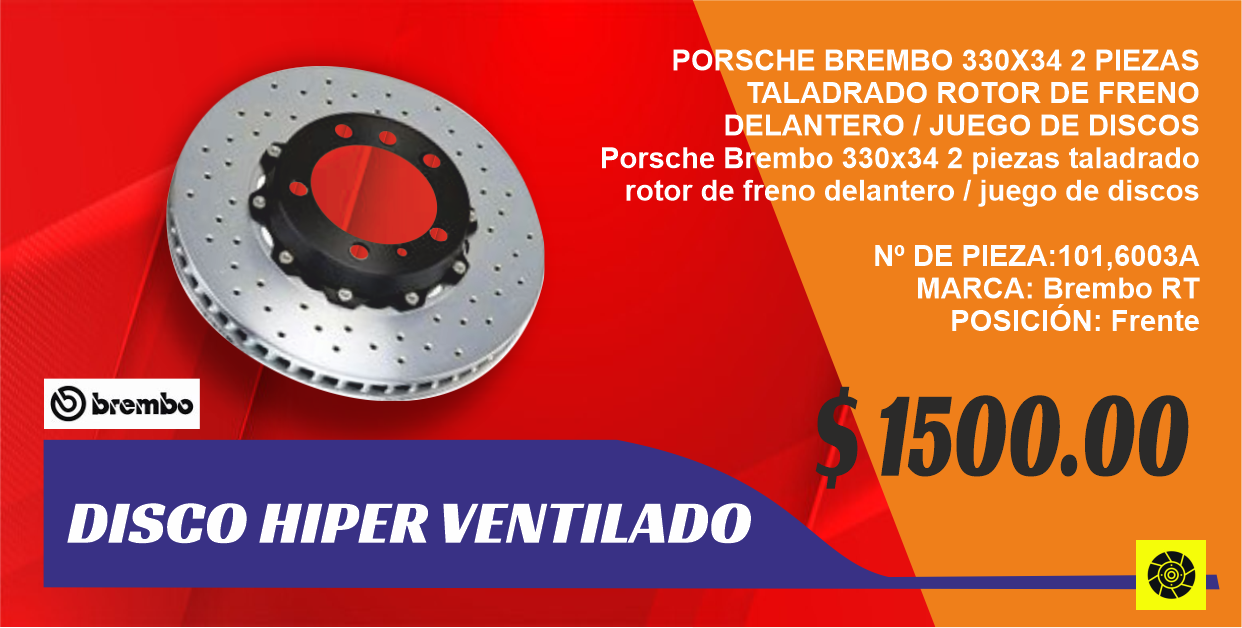 PORSCHE BREMBO 330X34 2 PIEZAS
TALADRADO ROTOR DE FRENO
DELANTERO / JUEGO DE DISCOS
Porsche Brembo 330x34 2 piezas taladrado
rotor de freno delantero / juego de discos
Nº DE PIEZA:101,6003A
MARCA: Brembo RT
POSICIÓN: Frente
brembo
$ 1500.00
DISCO HIPER VENTILADO